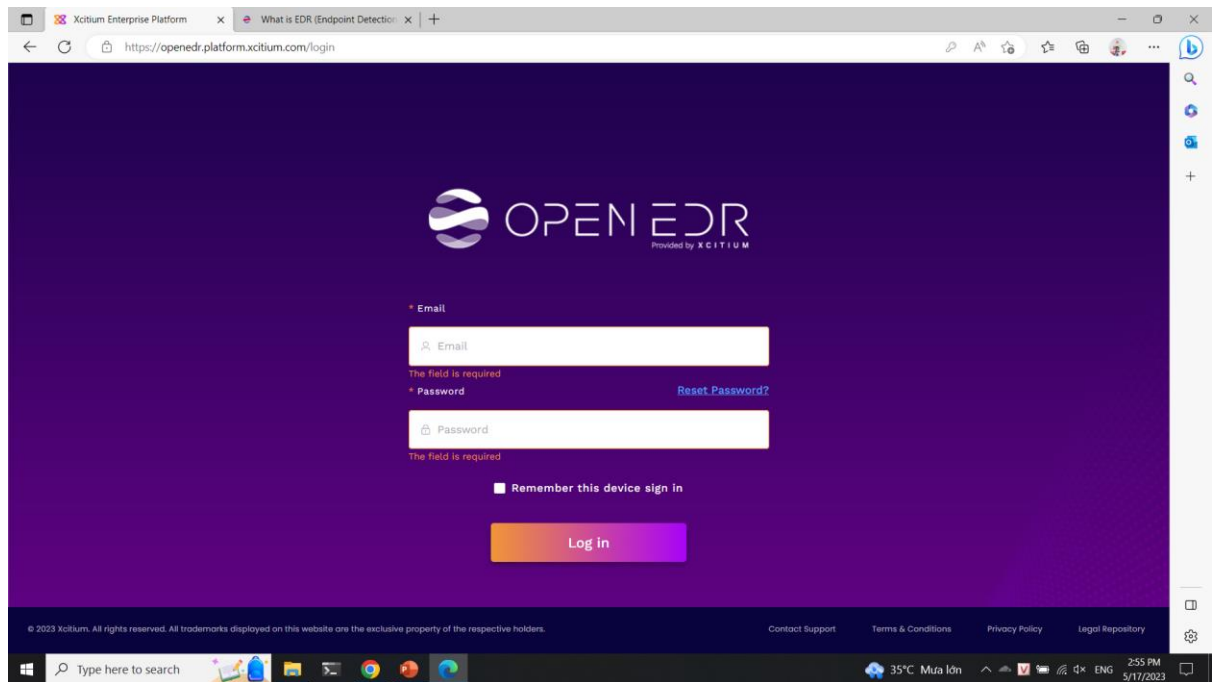 Xcitium Enterprise Platform
What is EDR (Endpoint Detection
https://openedr.platform.xcitium.com/login
OPEN EDR
Provided by XCITIUM
* Email
Email
The field is required
* Password
Reset Password?
Password
The field is required
Remember this device sign in
Log in
© 2023 Xcitium. All rights reserved. All trademarks displayed on this website are the exclusive property of the respective holders.
Contact Support
Terms & Conditions
Privacy Policy
Legal Repository
Type here to search
35°C Mưa lớn
ENG
2:55 PM
5/17/2023